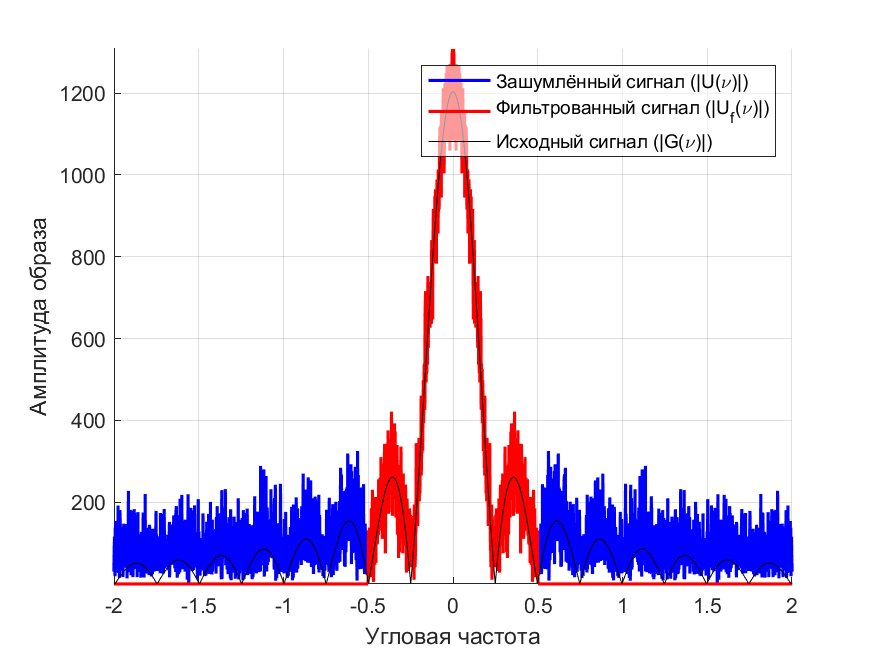 Зашумлённый сигнал (|U(ν)|)
Фильтрованный сигнал (|U_f(ν)|)
Исходный сигнал (|G(ν)|)
1200
1000
800
600
400
200
Амплитуда образа
-2 -1.5 -1 -0.5 0 0.5 1 1.5 2
Угловая частота